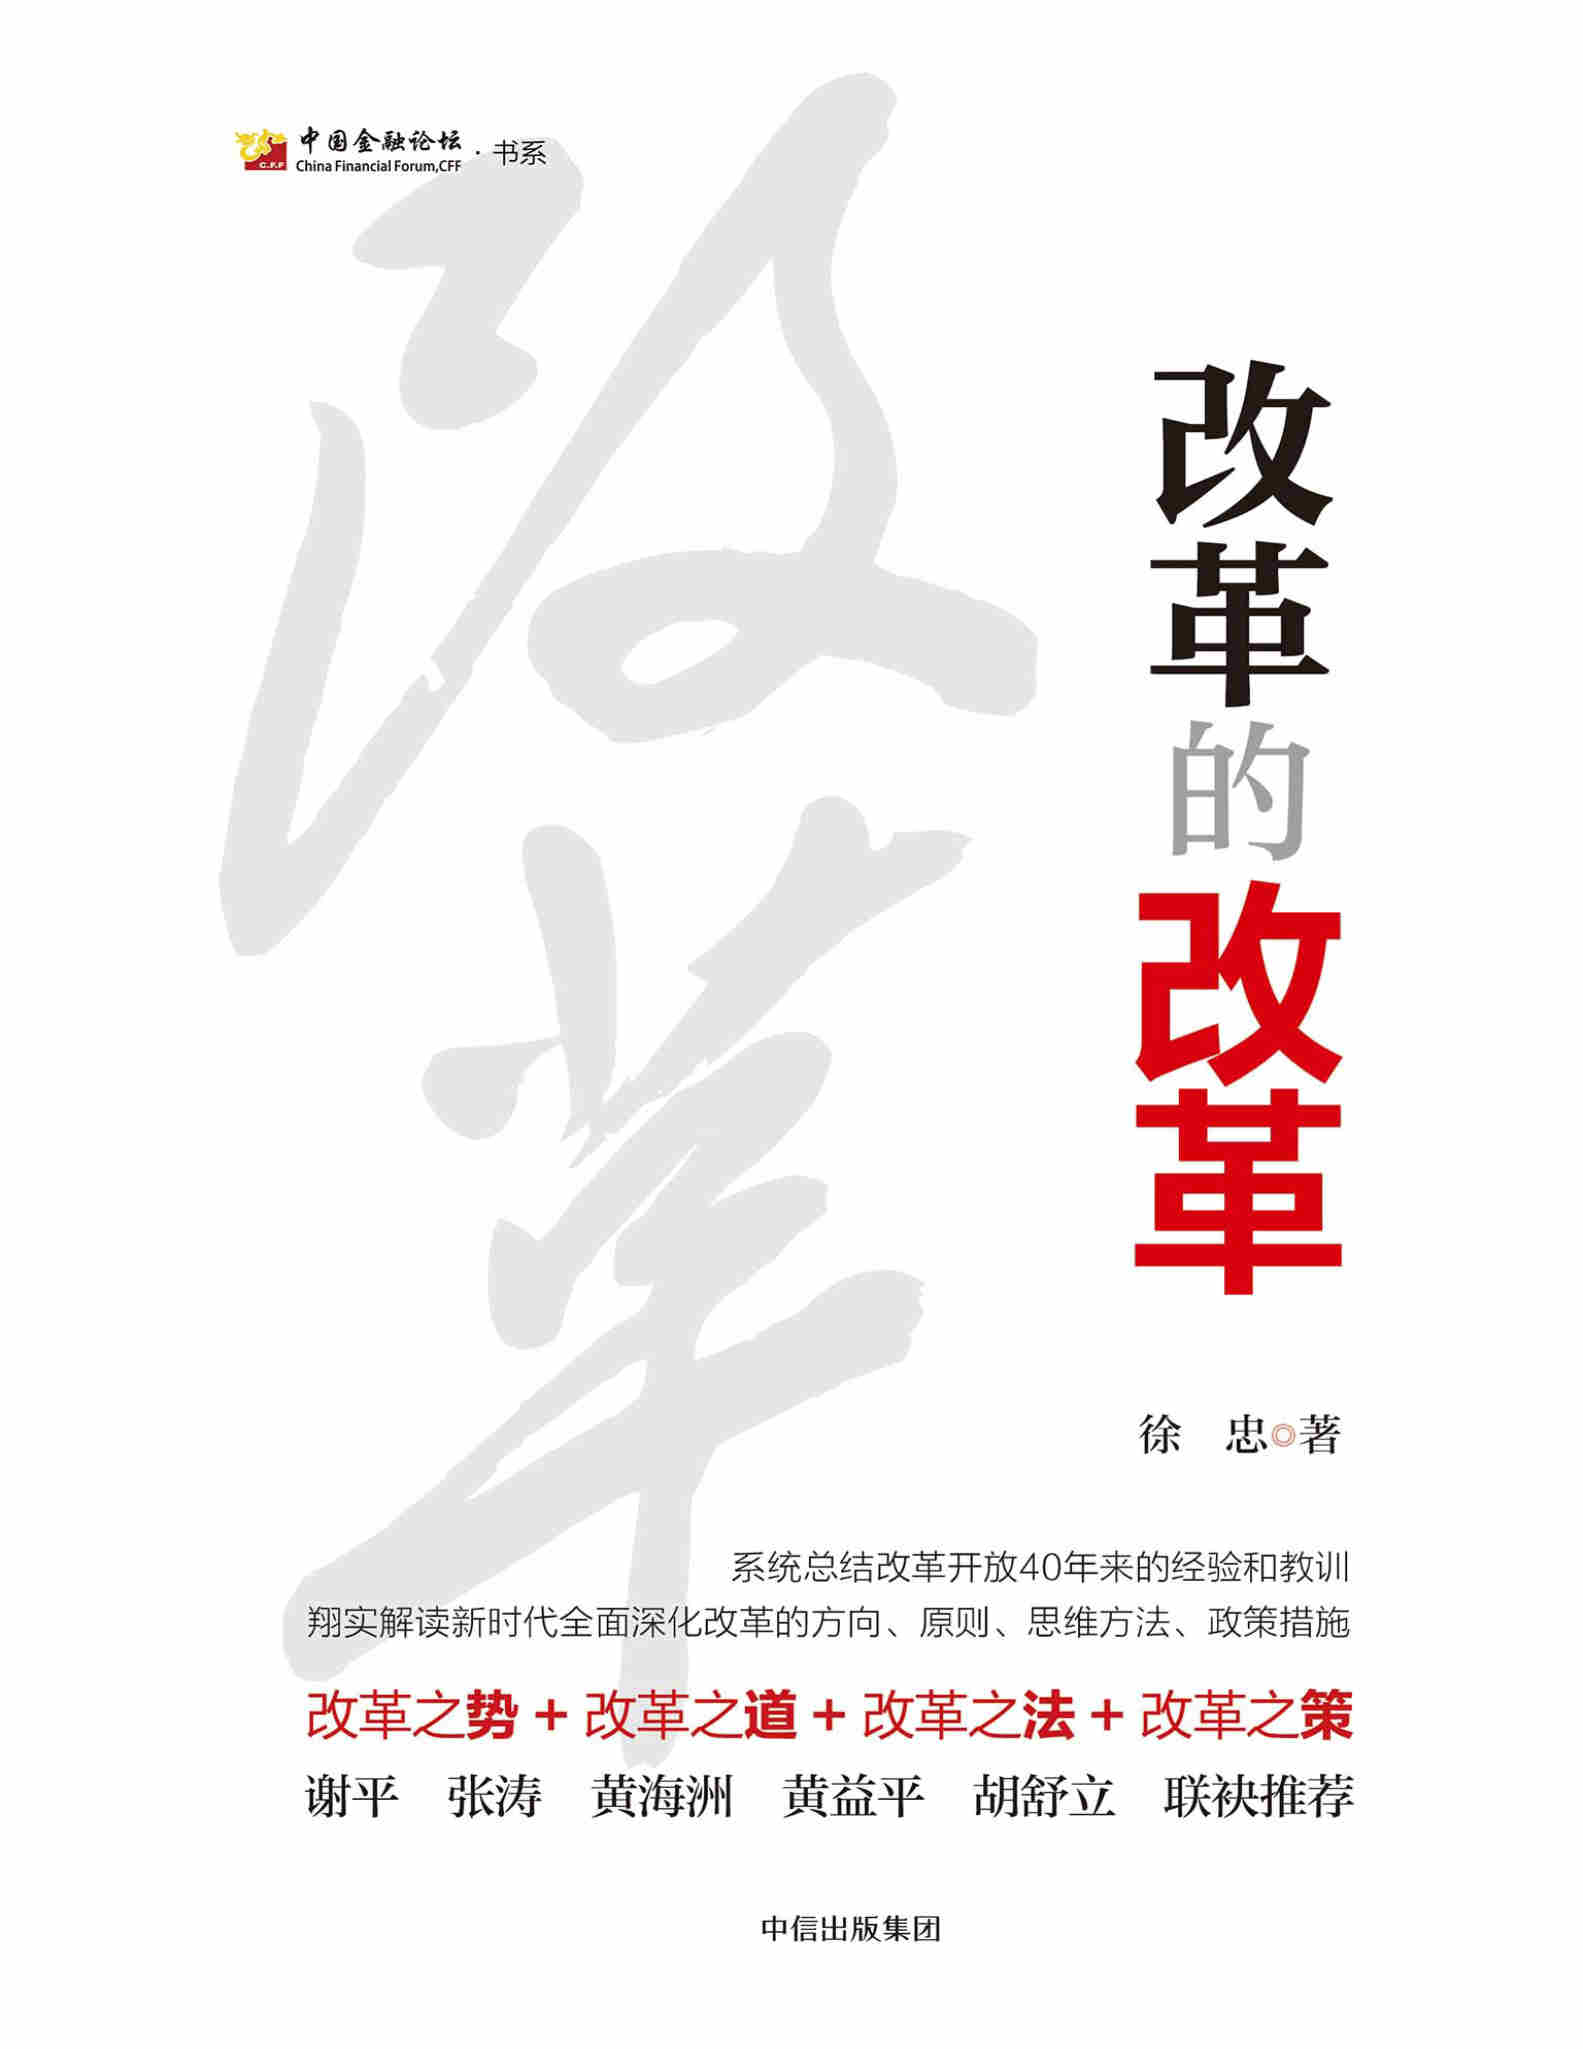 中国金融论坛 · 书系
China Financial Forum,CFF
C.F.F
改革
改革的改革
徐 忠◎著
系统总结改革开放40年来的经验和教训
翔实解读新时代全面深化改革的方向、原则、思维方法、政策措施
改革之势+改革之道+改革之法+改革之策
谢平 张涛 黄海洲 黄益平 胡舒立 联袂推荐
中信出版集团